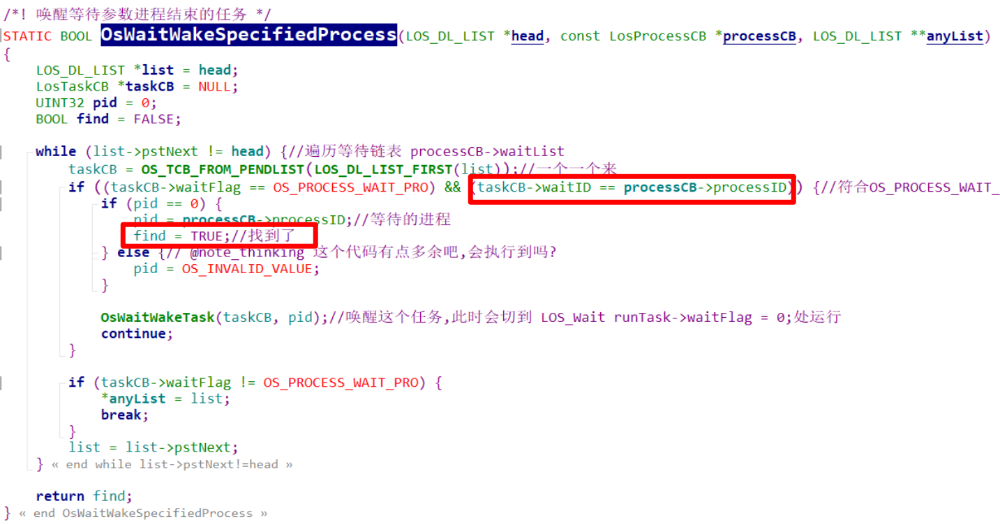 /*! 唤醒等待参数进程结束的任务 */
STATIC BOOL OsWaitWakeSpecifiedProcess(LOS_DL_LIST *head, const LosProcessCB *processCB, LOS_DL_LIST **anyList)
{
    LOS_DL_LIST *list = head;
    LosTaskCB *taskCB = NULL;
    UINT32 pid = 0;
    BOOL find = FALSE;
    while (list->pstNext != head) {//遍历等待链表 processCB->waitList
        taskCB = OS_TCB_FROM_PENDLIST(LOS_DL_LIST_FIRST(list));//一个一个来
        if ((taskCB->waitFlag == OS_PROCESS_WAIT_PRO) && (taskCB->waitID == processCB->processID)) {//符合OS_PROCESS_WAIT_
            if (pid == 0) {
                pid = processCB->processID;//等待的进程
                find = TRUE;//找到了
            } else {// @note_thinking 这个代码有点多余吧,会执行到吗?
                pid = OS_INVALID_VALUE;
            }
            OsWaitWakeTask(taskCB, pid);//唤醒这个任务,此时会切到 LOS_Wait runTask->waitFlag = 0;处运行
            continue;
        }
        if (taskCB->waitFlag != OS_PROCESS_WAIT_PRO) {
            *anyList = list;
            break;
        }
        list = list->pstNext;
    } « end while list->pstNext!=head »
    return find;
} « end OsWaitWakeSpecifiedProcess »